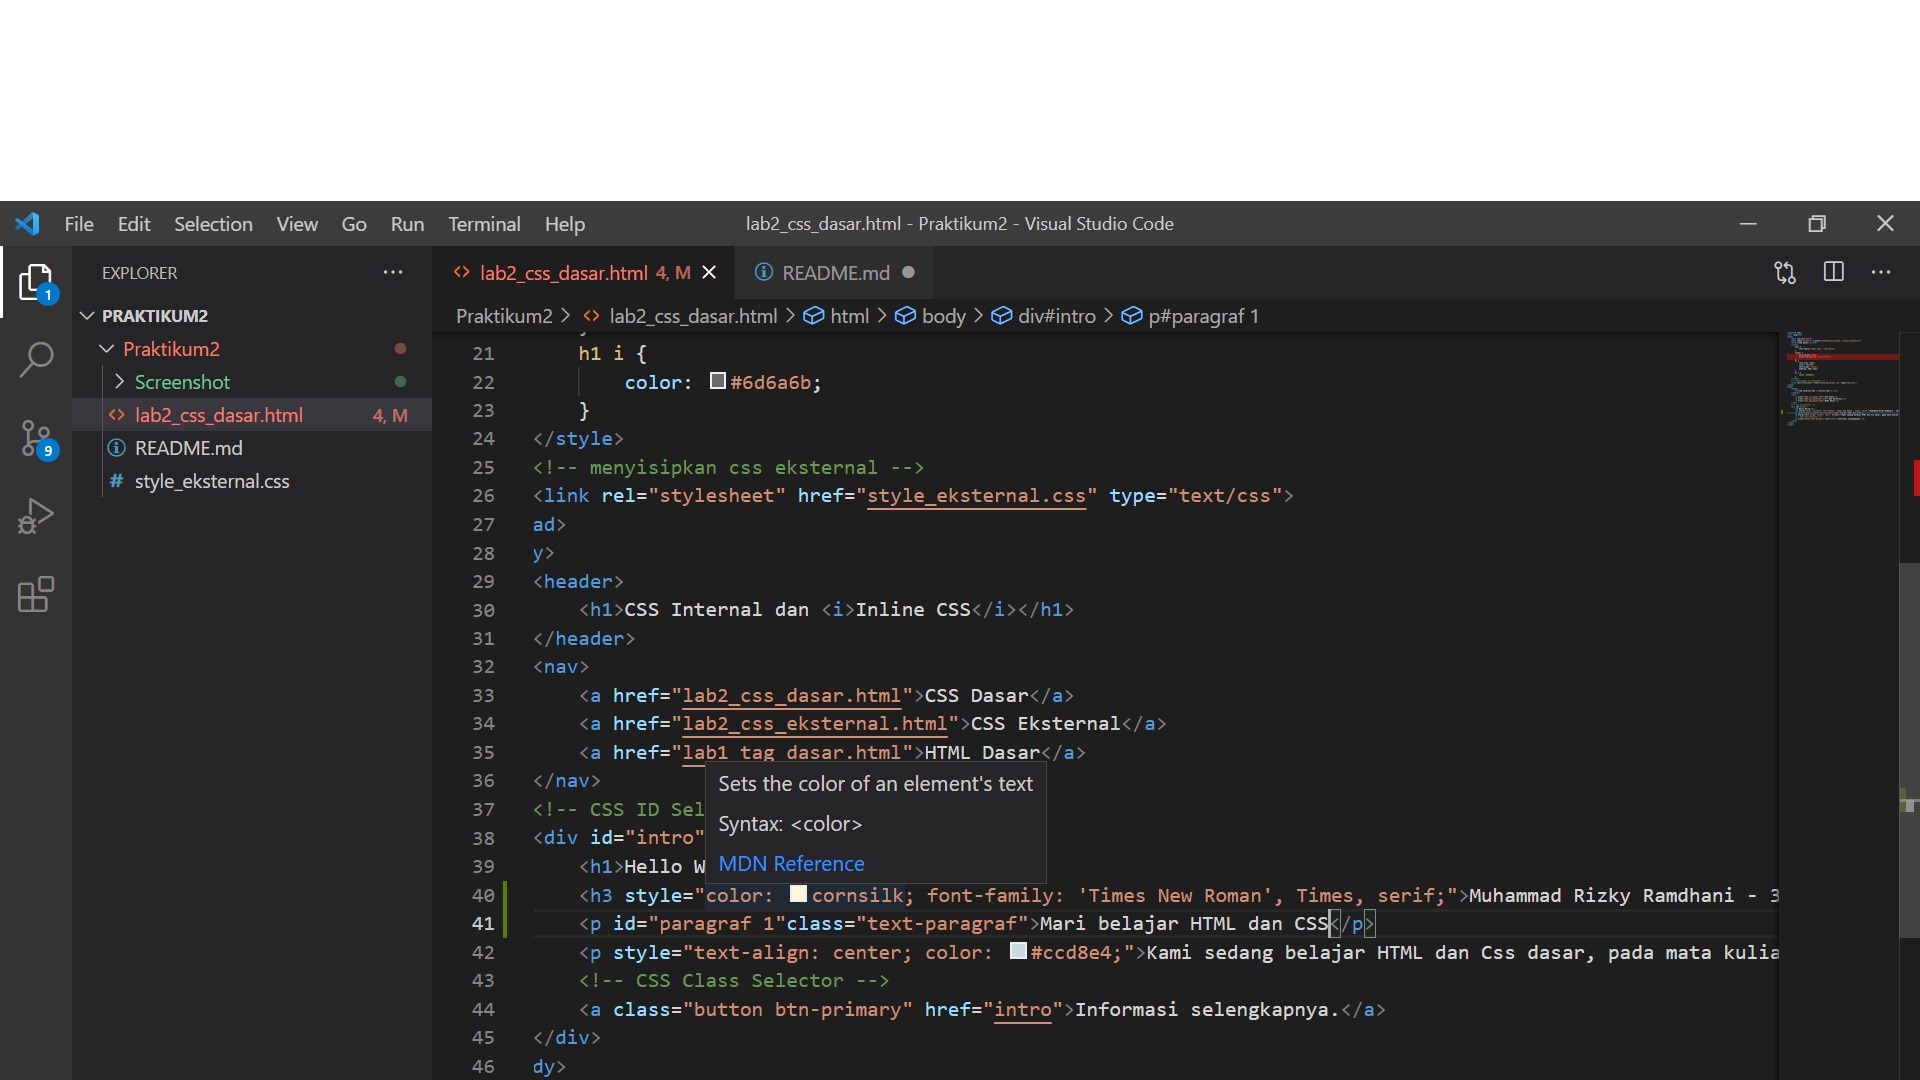 File Edit Selection View Go Run Terminal Help
lab2_css_dasar.html - Praktikum2 - Visual Studio Code
EXPLORER
lab2_css_dasar.html 4, M
README.md
Praktikum2 > lab2_css_dasar.html > html > body > div#intro > p#paragraf 1
PRAKTIKUM2
Praktikum2
Screenshot
lab2_css_dasar.html 4, M
README.md
# style_eksternal.css
1
9
21 h1 i {
22 color: #6d6a6b;
23 }
24 </style>
25 <!-- menyisipkan css eksternal -->
26 <link rel="stylesheet" href="style_eksternal.css" type="text/css">
27 ad>
28 y>
29 <header>
30 <h1>CSS Internal dan <i>Inline CSS</i></h1>
31 </header>
32 <nav>
33 <a href="lab2_css_dasar.html">CSS Dasar</a>
34 <a href="lab2_css_eksternal.html">CSS Eksternal</a>
35 <a href="lab1_tag_dasar.html">HTML Dasar</a>
36 </nav>
37 <!-- CSS ID Sel
38 <div id="intro"
39 <h1>Hello W
Sets the color of an element's text
Syntax: <color>
MDN Reference
40 <h3 style="color: cornsilk; font-family: 'Times New Roman', Times, serif;">Muhammad Rizky Ramdhani - 3
41 <p id="paragraf 1"class="text-paragraf">Mari belajar HTML dan CSS</p>
42 <p style="text-align: center; color: #ccd8e4;">Kami sedang belajar HTML dan Css dasar, pada mata kulia
43 <!-- CSS Class Selector -->
44 <a class="button btn-primary" href="intro">Informasi selengkapnya.</a>
45 </div>
46 dy>